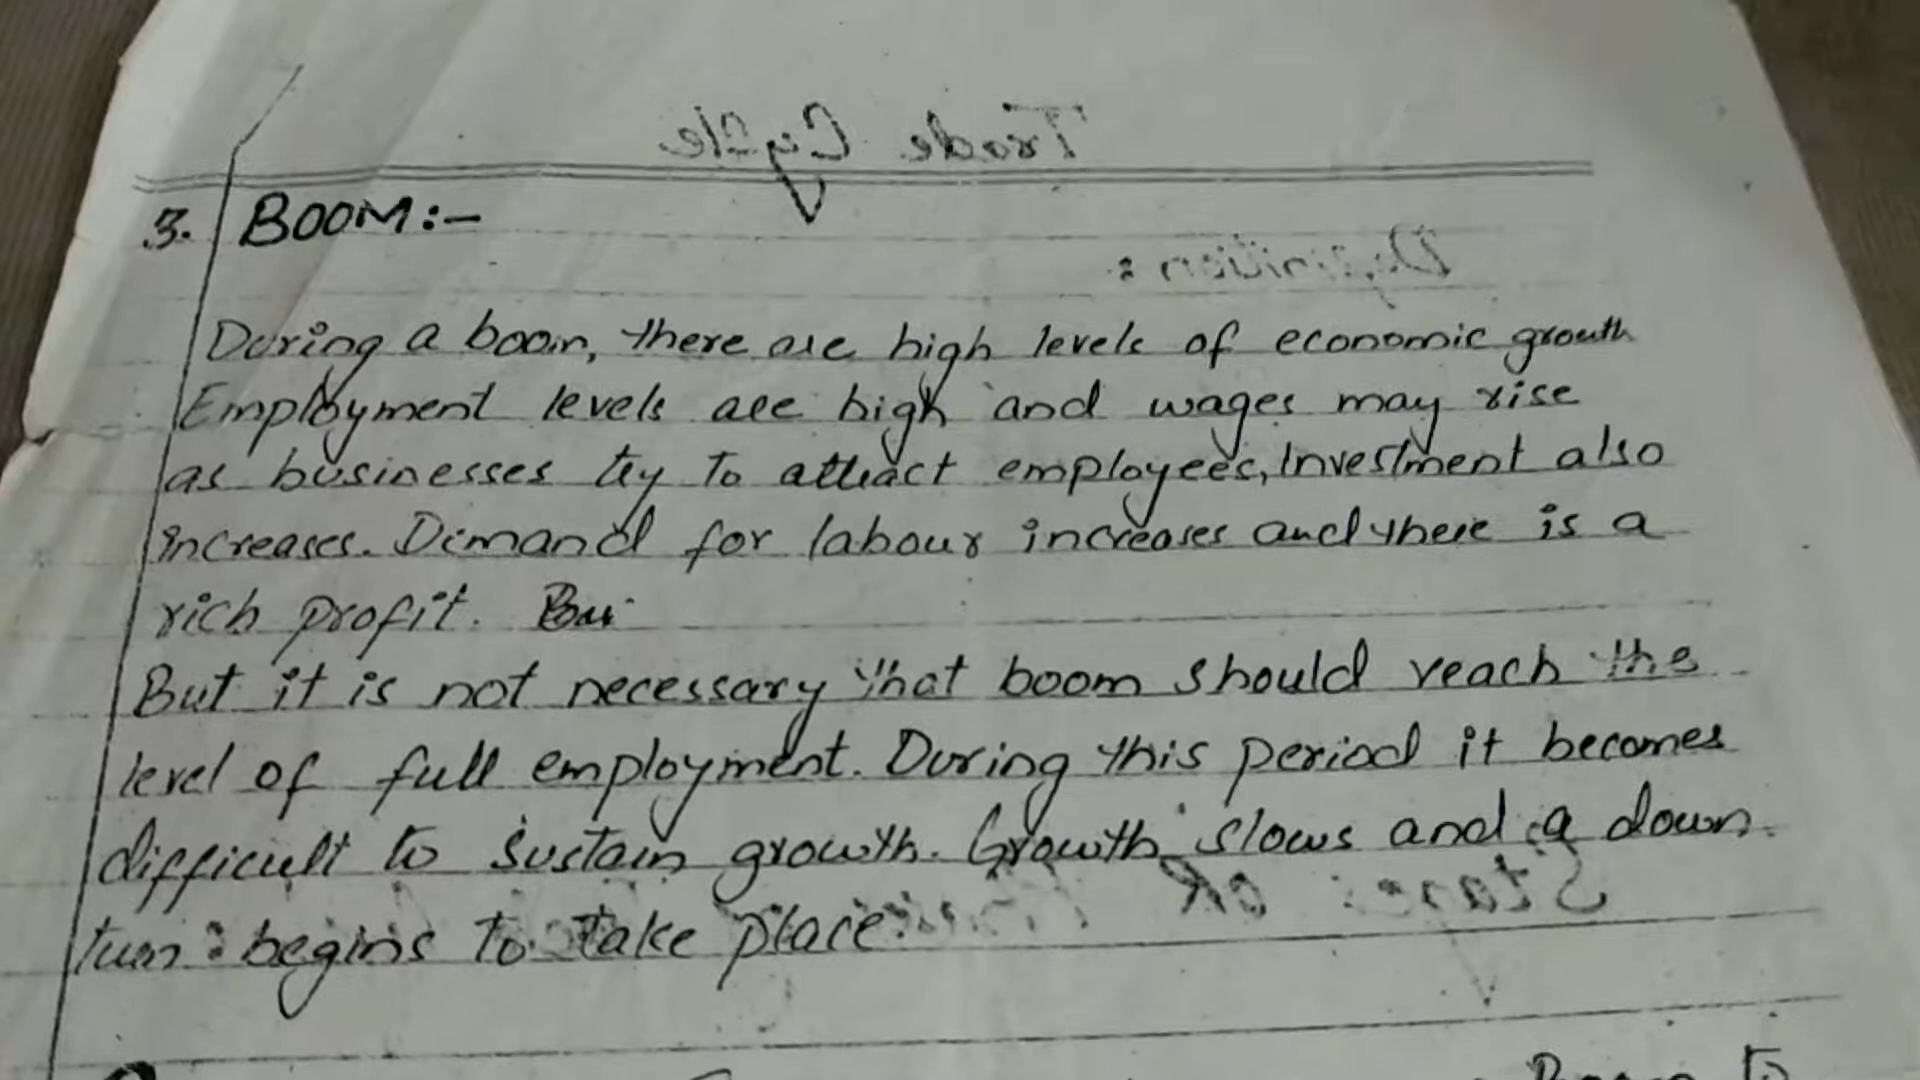 3. BOOM:-
During a boom, there are high levels of economic growth
Employment levels are high and wages may rise
as businesses try To attract employees, Investment also
increases. Demand for labour increases and there is a
rich profit. Bu
But it is not necessary that boom should reach the
level of full employment. During this period it becomes
difficult to sustain growth. Growth slows and a down
turn begins to take place.